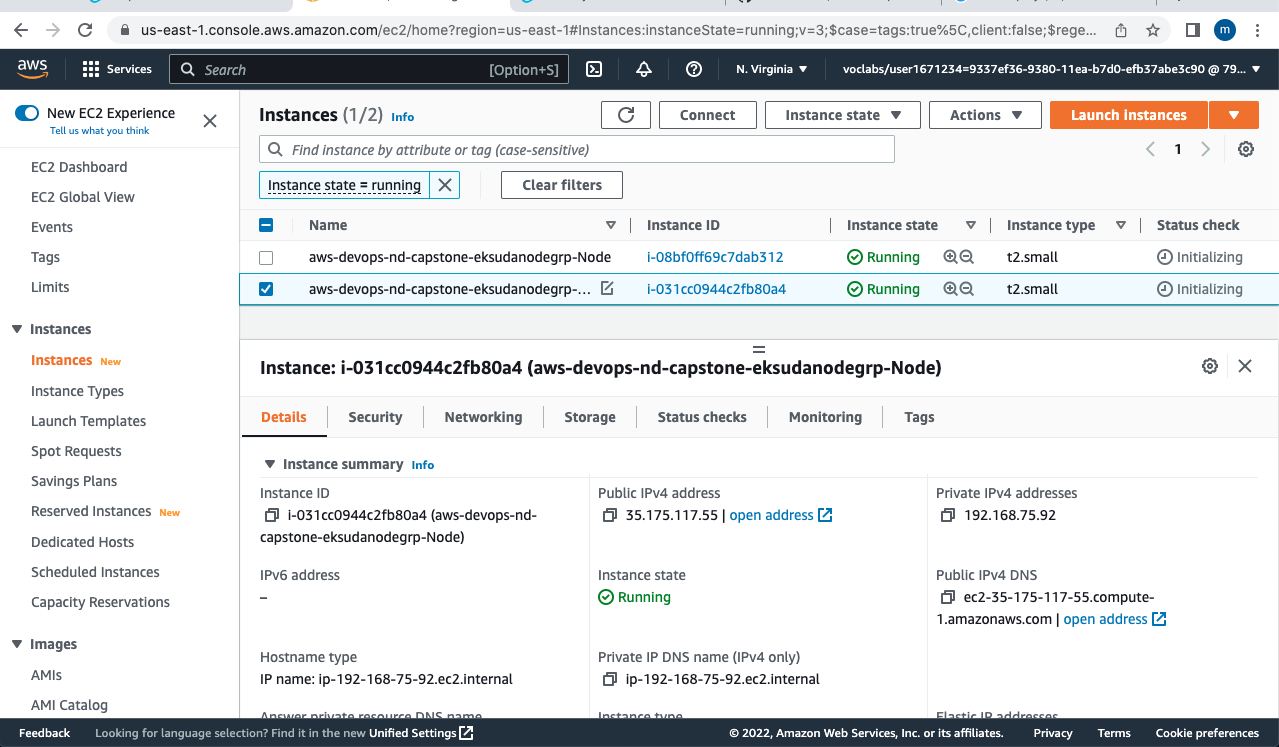 us-east-1.console.aws.amazon.com/ec2/home?region=us-east-1#Instances:instanceState=running;v=3;$case=tags:true%5C,client:false;$rege...
m
aws
Services
Search
[Option+S]
N. Virginia
voclabs/user1671234=9337ef36-9380-11ea-b7d0-efb37abe3c90 @ 79...
New EC2 Experience
Tell us what you think
EC2 Dashboard
EC2 Global View
Events
Tags
Limits
Instances
Instances New
Instance Types
Launch Templates
Spot Requests
Savings Plans
Reserved Instances New
Dedicated Hosts
Scheduled Instances
Capacity Reservations
Images
AMIs
AMI Catalog
Instances (1/2) Info
Connect
Instance state
Actions
Launch instances
Find instance by attribute or tag (case-sensitive)
1
Instance state = running
Clear filters
Name Instance ID Instance state Instance type Status check
aws-devops-nd-capstone-eksudanodegrp-Node i-08bf0ff69c7dab312 Running t2.small Initializing
aws-devops-nd-capstone-eksudanodegrp-... i-031cc0944c2fb80a4 Running t2.small Initializing
Instance: i-031cc0944c2fb80a4 (aws-devops-nd-capstone-eksudanodegrp-Node)
Details Security Networking Storage Status checks Monitoring Tags
Instance summary Info
Instance ID
i-031cc0944c2fb80a4 (aws-devops-nd-
capstone-eksudanodegrp-Node)
Public IPv4 address
35.175.117.55 | open address
Private IPv4 addresses
192.168.75.92
IPv6 address
–
Instance state
Running
Public IPv4 DNS
ec2-35-175-117-55.compute-
1.amazonaws.com | open address
Hostname type
IP name: ip-192-168-75-92.ec2.internal
Private IP DNS name (IPv4 only)
ip-192-168-75-92.ec2.internal
Answer private resource DNS name
Instance type
Elastic IP addresses
Feedback
Looking for language selection? Find it in the new Unified Settings
© 2022, Amazon Web Services, Inc. or its affiliates.
Privacy
Terms
Cookie preferences